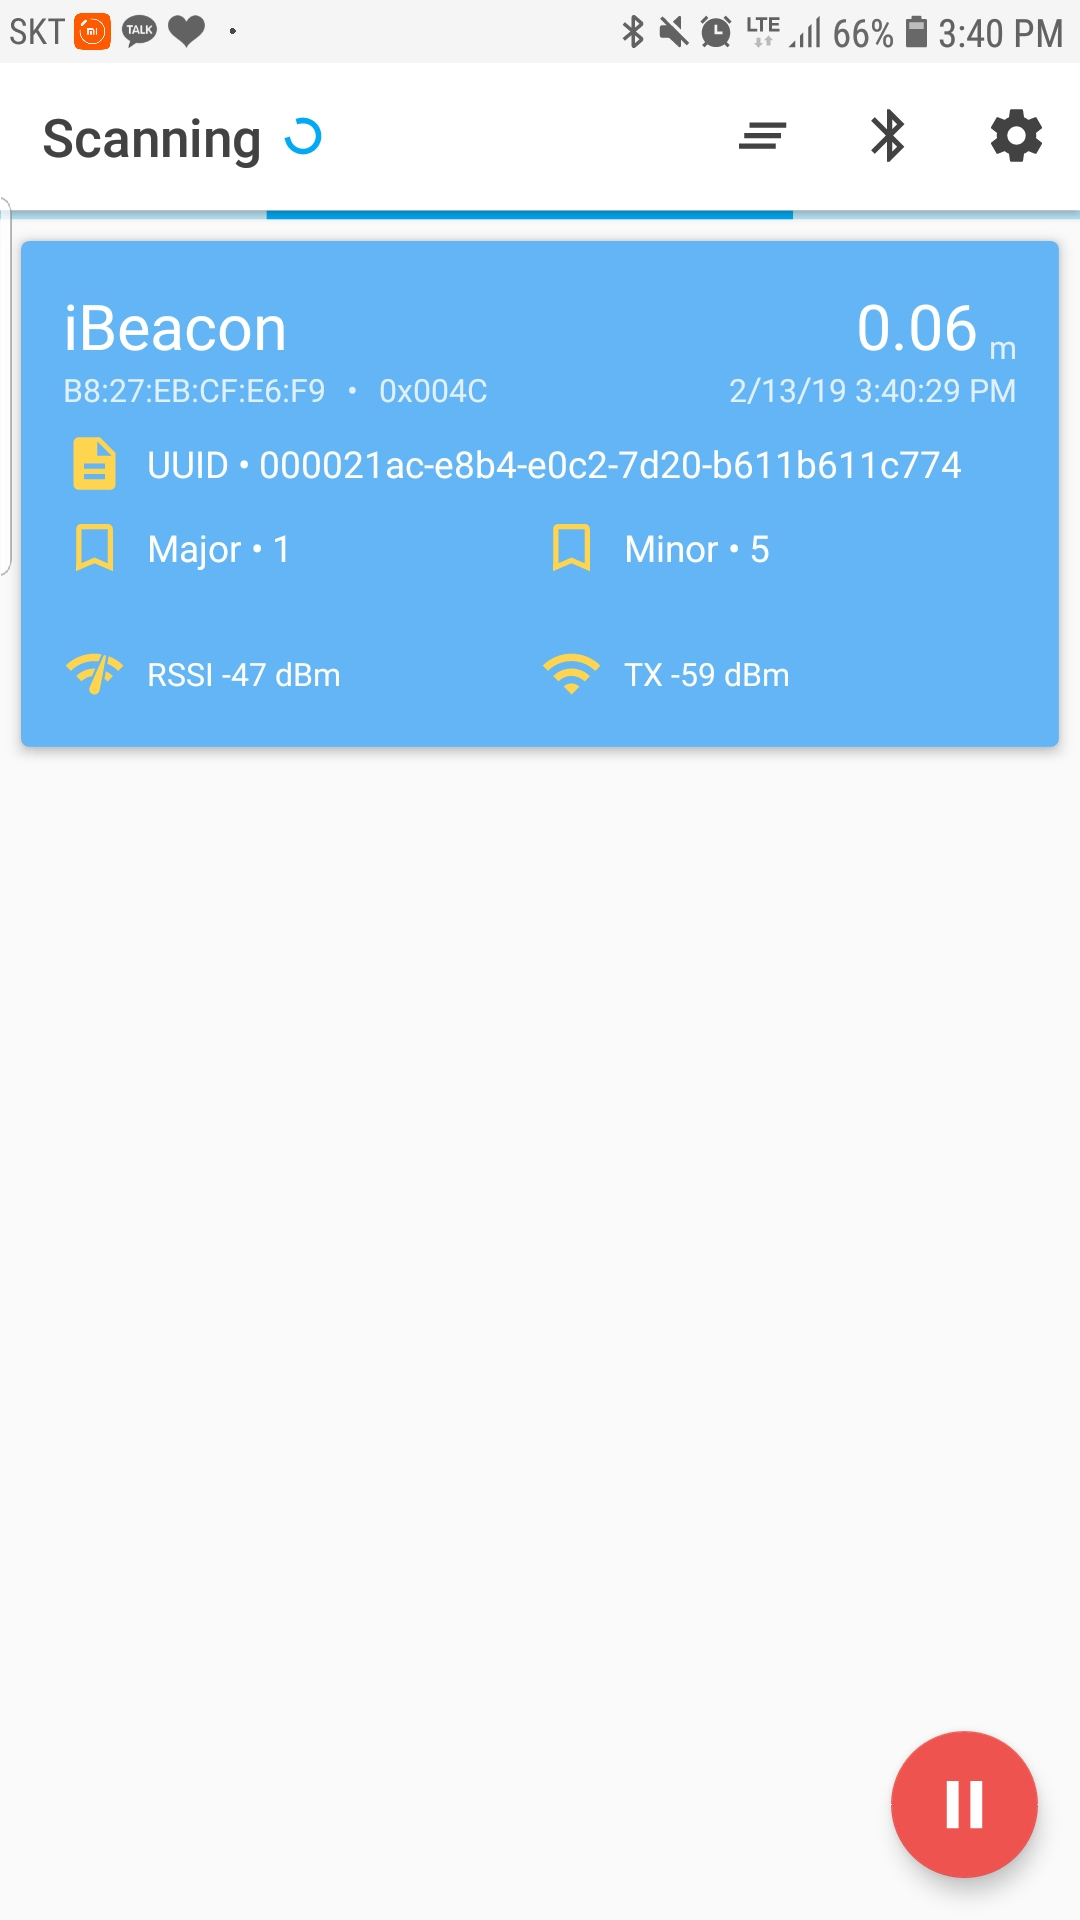 SKT TALK LTE 66% 3:40 PM
Scanning
iBeacon 0.06 m
B8:27:EB:CF:E6:F9 • 0x004C 2/13/19 3:40:29 PM
UUID • 000021ac-e8b4-e0c2-7d20-b611b611c774
Major • 1 Minor • 5
RSSI -47 dBm TX -59 dBm